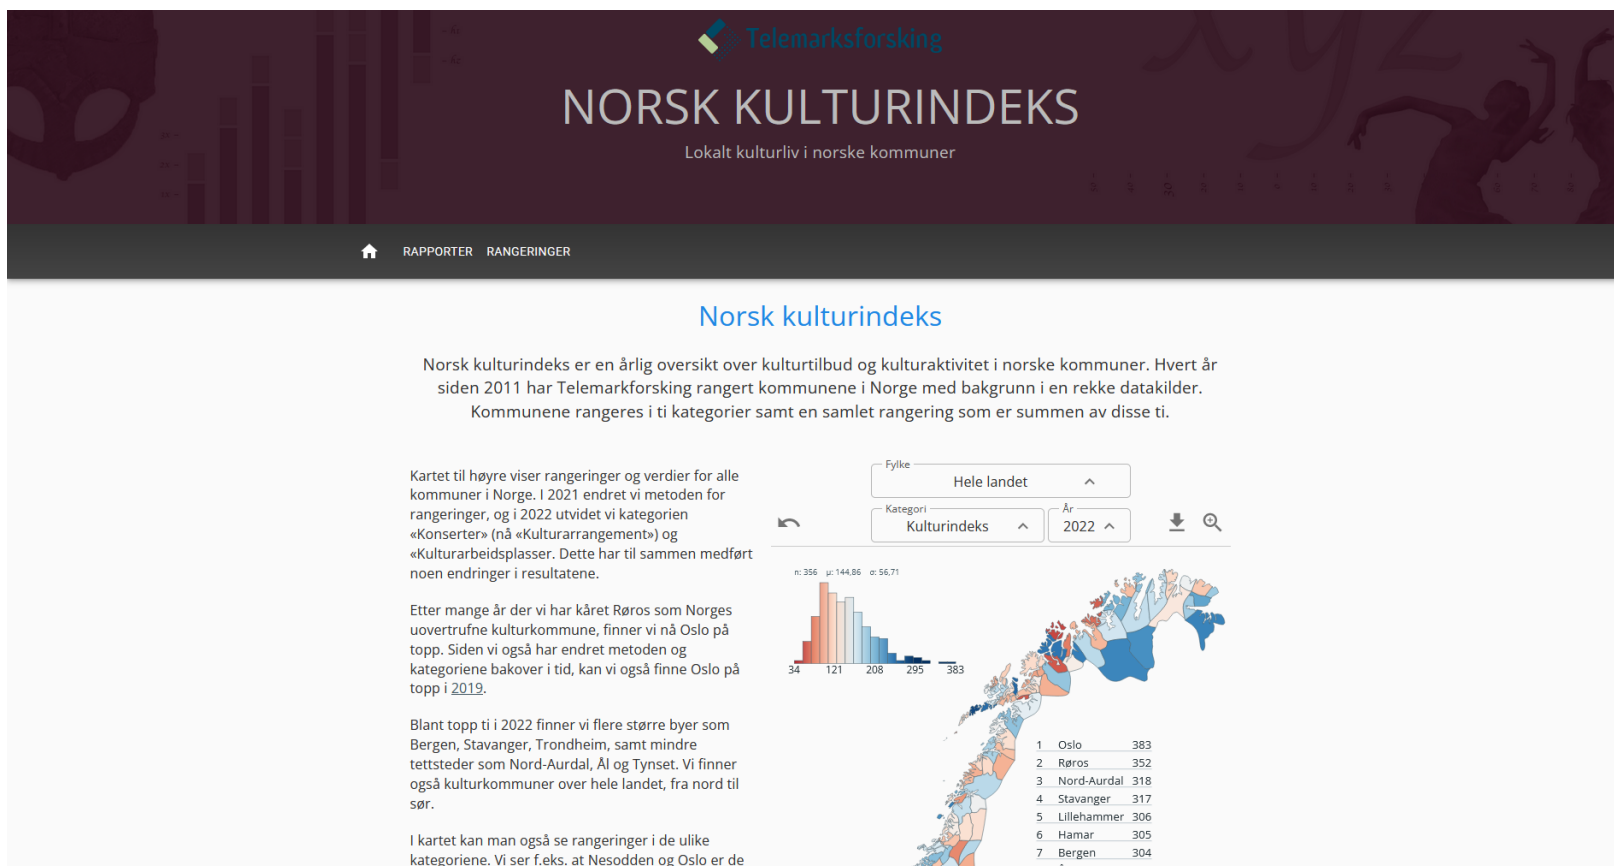 Telemarksforsking
NORSK KULTURINDEKS
Lokalt kulturliv i norske kommuner
RAPPORTER RANGERINGER
Norsk kulturindeks
Norsk kulturindeks er en årlig oversikt over kulturtilbud og kulturaktivitet i norske kommuner. Hvert år
siden 2011 har Telemarkforsking rangert kommunene i Norge med bakgrunn i en rekke datakilder.
Kommunene rangeres i ti kategorier samt en samlet rangering som er summen av disse ti.
Kartet til høyre viser rangeringer og verdier for alle
kommuner i Norge. I 2021 endret vi metoden for
rangeringer, og i 2022 utvidet vi kategorien
«Konserter» (nå «Kulturarrangement») og
«Kulturarbeidsplasser. Dette har til sammen medført
noen endringer i resultatene.
Etter mange år der vi har kåret Røros som Norges
uovertrufne kulturkommune, finner vi nå Oslo på
topp. Siden vi også har endret metoden og
kategoriene bakover i tid, kan vi også finne Oslo på
topp i 2019.
Blant topp ti i 2022 finner vi flere større byer som
Bergen, Stavanger, Trondheim, samt mindre
tettsteder som Nord-Aurdal, Ål og Tynset. Vi finner
også kulturkommuner over hele landet, fra nord til
sør.
I kartet kan man også se rangeringer i de ulike
kategoriene. Vi ser f.eks. at Nesodden og Oslo er de
Fylke
Hele landet
Kategori
Kulturindeks
År
2022
n: 356 μ: 144,86 σ: 56,71
34 121 208 295 383
1 Oslo 383
2 Røros 352
3 Nord-Aurdal 318
4 Stavanger 317
5 Lillehammer 306
6 Hamar 305
7 Bergen 304